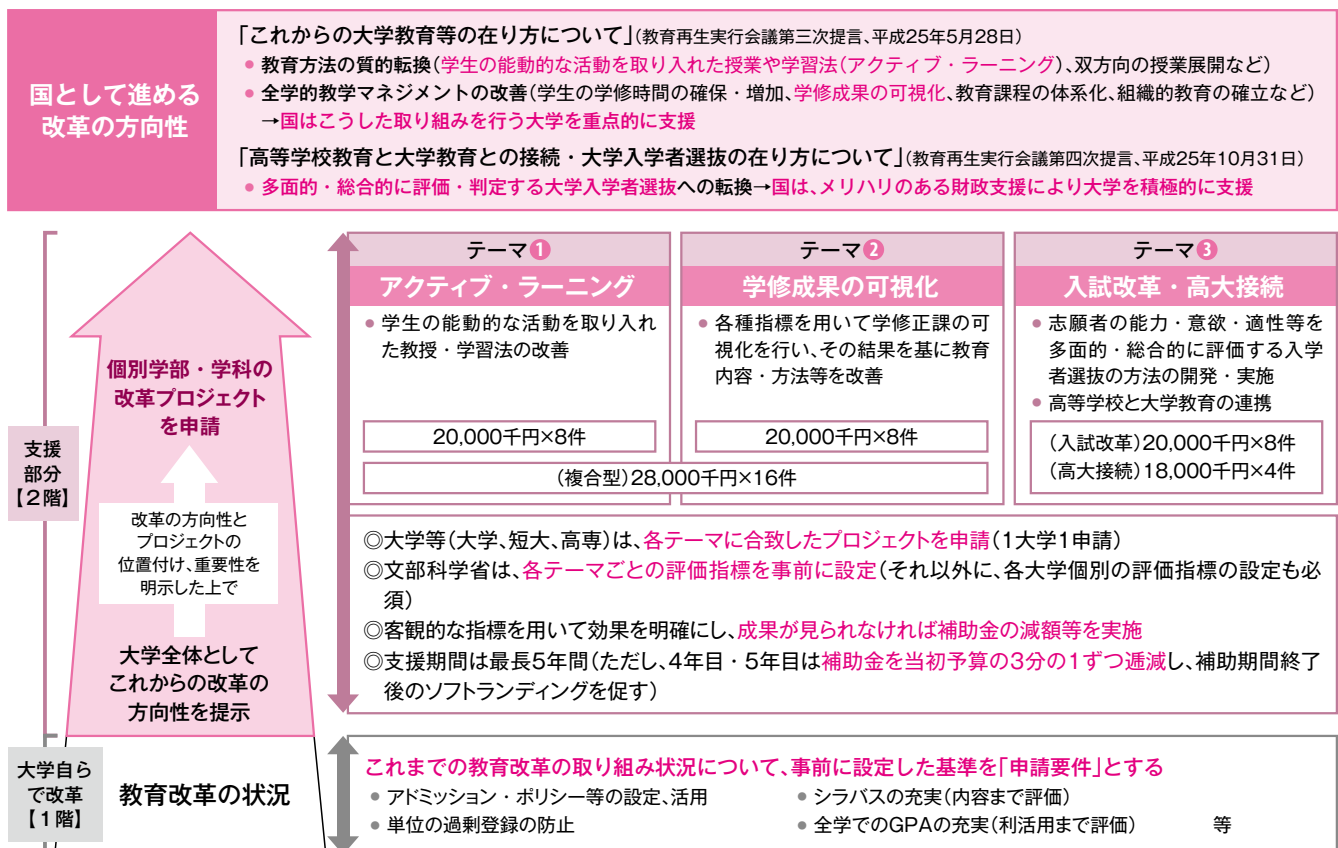 国として進める
改革の方向性
「これからの大学教育等の在り方について」(教育再生実行会議第三次提言、平成25年5月28日)
● 教育方法の質的転換(学生の能動的な活動を取り入れた授業や学習法(アクティブ・ラーニング)、双方向の授業展開など)
● 全学的教学マネジメントの改善(学生の学修時間の確保・増加、学修成果の可視化、教育課程の体系化、組織的教育の確立など)
→国はこうした取り組みを行う大学を重点的に支援
「高等学校教育と大学教育との接続・大学入学者選抜の在り方について」(教育再生実行会議第四次提言、平成25年10月31日)
● 多面的・総合的に評価・判定する大学入学者選抜への転換→国は、メリハリのある財政支援により大学を積極的に支援
支援
部分
【2階】
個別学部・学科の
改革プロジェクト
を申請
改革の方向性と
プロジェクトの
位置付け、重要性を
明示した上で
大学全体として
これからの改革の
方向性を提示
テーマ❶
アクティブ・ラーニング
● 学生の能動的な活動を取り入れ
た教授・学習法の改善
20,000千円×8件
テーマ❷
学修成果の可視化
● 各種指標を用いて学修正課の可
視化を行い、その結果を基に教育
内容・方法等を改善
20,000千円×8件
(複合型)28,000千円×16件
テーマ❸
入試改革・高大接続
● 志願者の能力・意欲・適性等を
多面的・総合的に評価する入学
者選抜の方法の開発・実施
● 高等学校と大学教育の連携
(入試改革)20,000千円×8件
(高大接続)18,000千円×4件
◎大学等(大学、短大、高専)は、各テーマに合致したプロジェクトを申請(1大学1申請)
◎文部科学省は、各テーマごとの評価指標を事前に設定(それ以外に、各大学個別の評価指標の設定も必
須)
◎客観的な指標を用いて効果を明確にし、成果が見られなければ補助金の減額等を実施
◎支援期間は最長5年間(ただし、4年目・5年目は補助金を当初予算の3分の1ずつ逓減し、補助期間終了
後のソフトランディングを促す)
大学自ら
で改革
【1階】
教育改革の状況
これまでの教育改革の取り組み状況について、事前に設定した基準を「申請要件」とする
● アドミッション・ポリシー等の設定、活用 ● シラバスの充実(内容まで評価)
● 単位の過剰登録の防止 ● 全学でのGPAの充実(利活用まで評価) 等